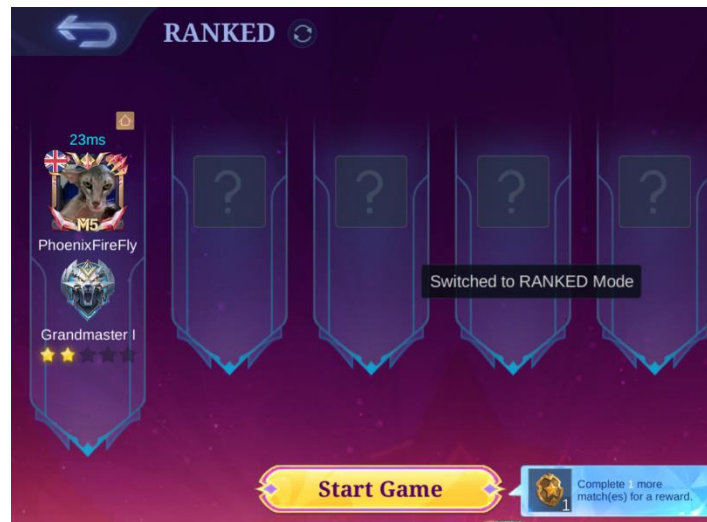 RANKED
23ms
M5
PhoenixFireFly
?
?
?
?
Switched to RANKED Mode
Grandmaster I
Start Game
1
Complete 1 more
match(es) for a reward.